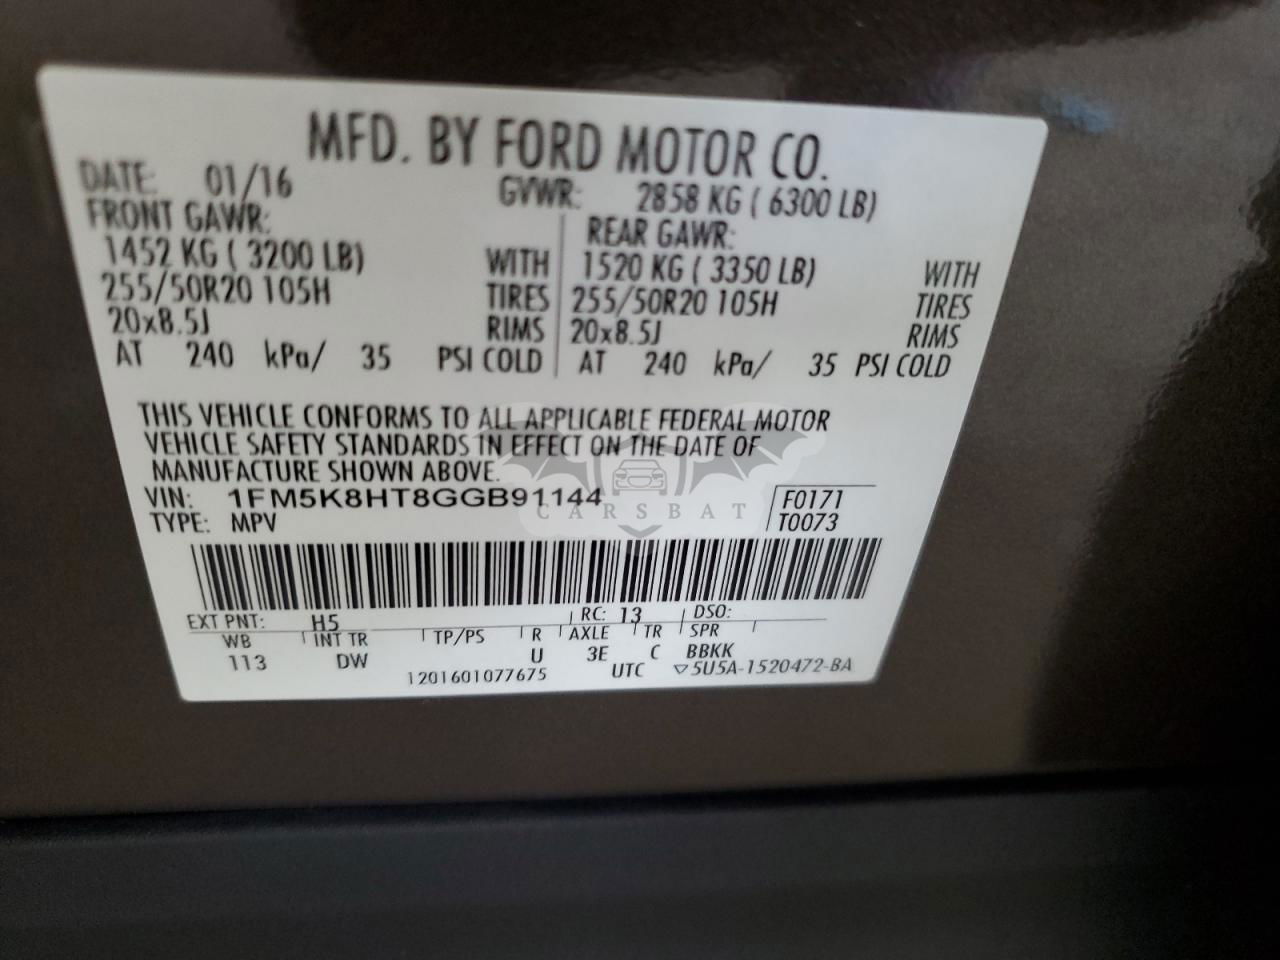 MFD. BY FORD MOTOR CO.
DATE: 01/16 GVWR: 2858 KG ( 6300 LB)
FRONT GAWR: REAR GAWR:
1452 KG ( 3200 LB) WITH 1520 KG ( 3350 LB) WITH
255/50R20 105H TIRES 255/50R20 105H TIRES
20x8.5J RIMS 20x8.5J RIMS
AT 240 kPa/ 35 PSI COLD AT 240 kPa/ 35 PSI COLD
THIS VEHICLE CONFORMS TO ALL APPLICABLE FEDERAL MOTOR
VEHICLE SAFETY STANDARDS IN EFFECT ON THE DATE OF
MANUFACTURE SHOWN ABOVE.
VIN: 1FM5K8HT8GGB91144 F0171
TYPE: MPV T0073
CARSBAT
EXT PNT: H5 RC: 13 DSO:
WB INT TR TP/PS R AXLE TR SPR
113 DW U 3E C BBKK
1201601077675 UTC ▽5U5A-1520472-BA